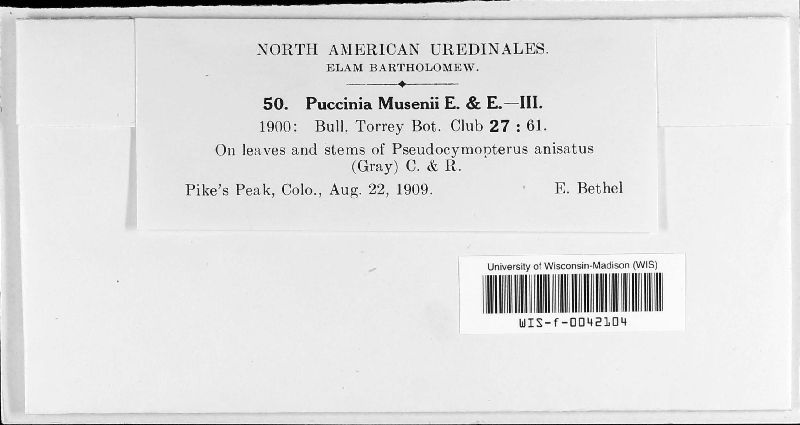 NORTH AMERICAN UREDINALES.
ELAM BARTHOLOMEW.
50. Puccinia Musenii E. & E.—III.
1900: Bull. Torrey Bot. Club 27 : 61.
On leaves and stems of Pseudocymopterus anisatus
(Gray) C. & R.
Pike's Peak, Colo., Aug. 22, 1909. E. Bethel
University of Wisconsin-Madison (WIS)
WIS-f-0042104